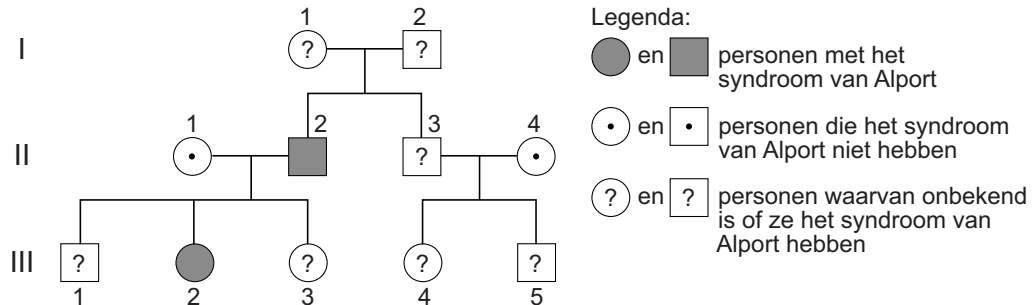 Legenda:
I
1 2
? ?
en personen met het
syndroom van Alport
II
1 2 3 4
?
en personen die het syndroom
van Alport niet hebben
? en ? personen waarvan onbekend
is of ze het syndroom van
Alport hebben
III
? ? ? ?
1 2 3 4 5